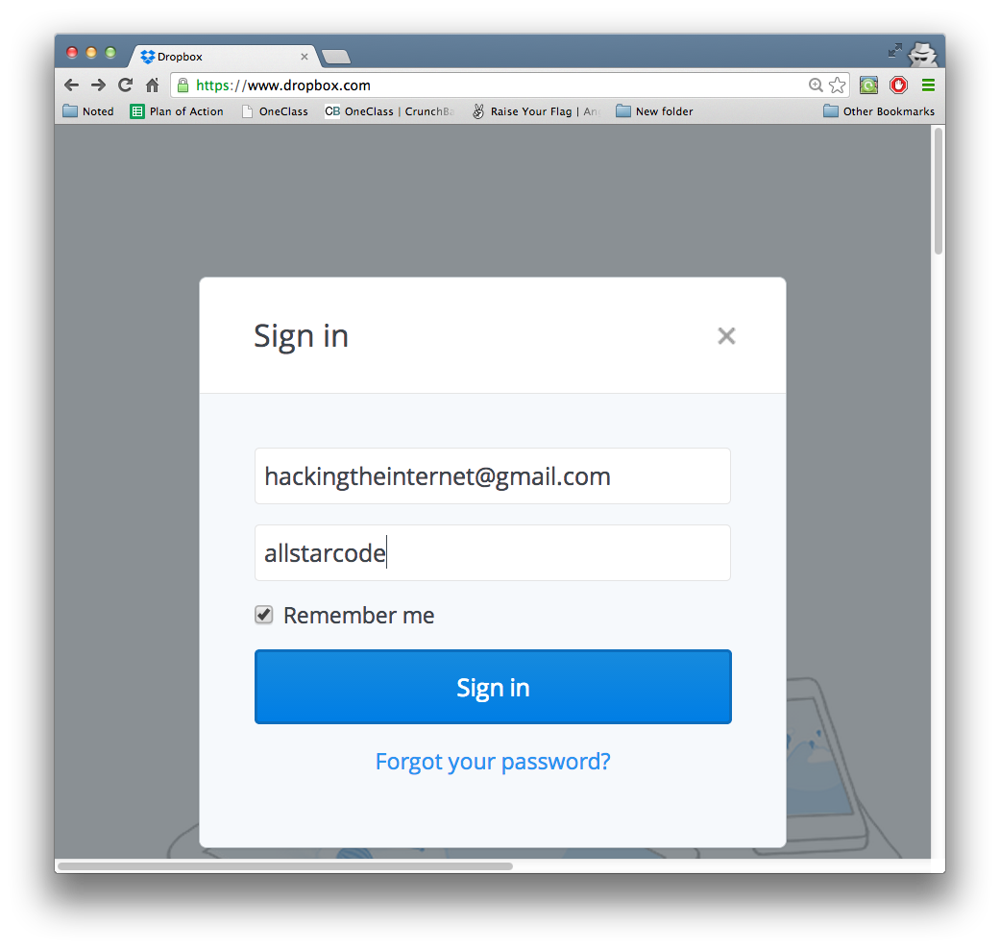 Dropbox
https://www.dropbox.com
Noted Plan of Action OneClass CB OneClass | CrunchBa Raise Your Flag | An New folder Other Bookmarks
Sign in
hackingtheinternet@gmail.com
allstarcode
Remember me
Sign in
Forgot your password?